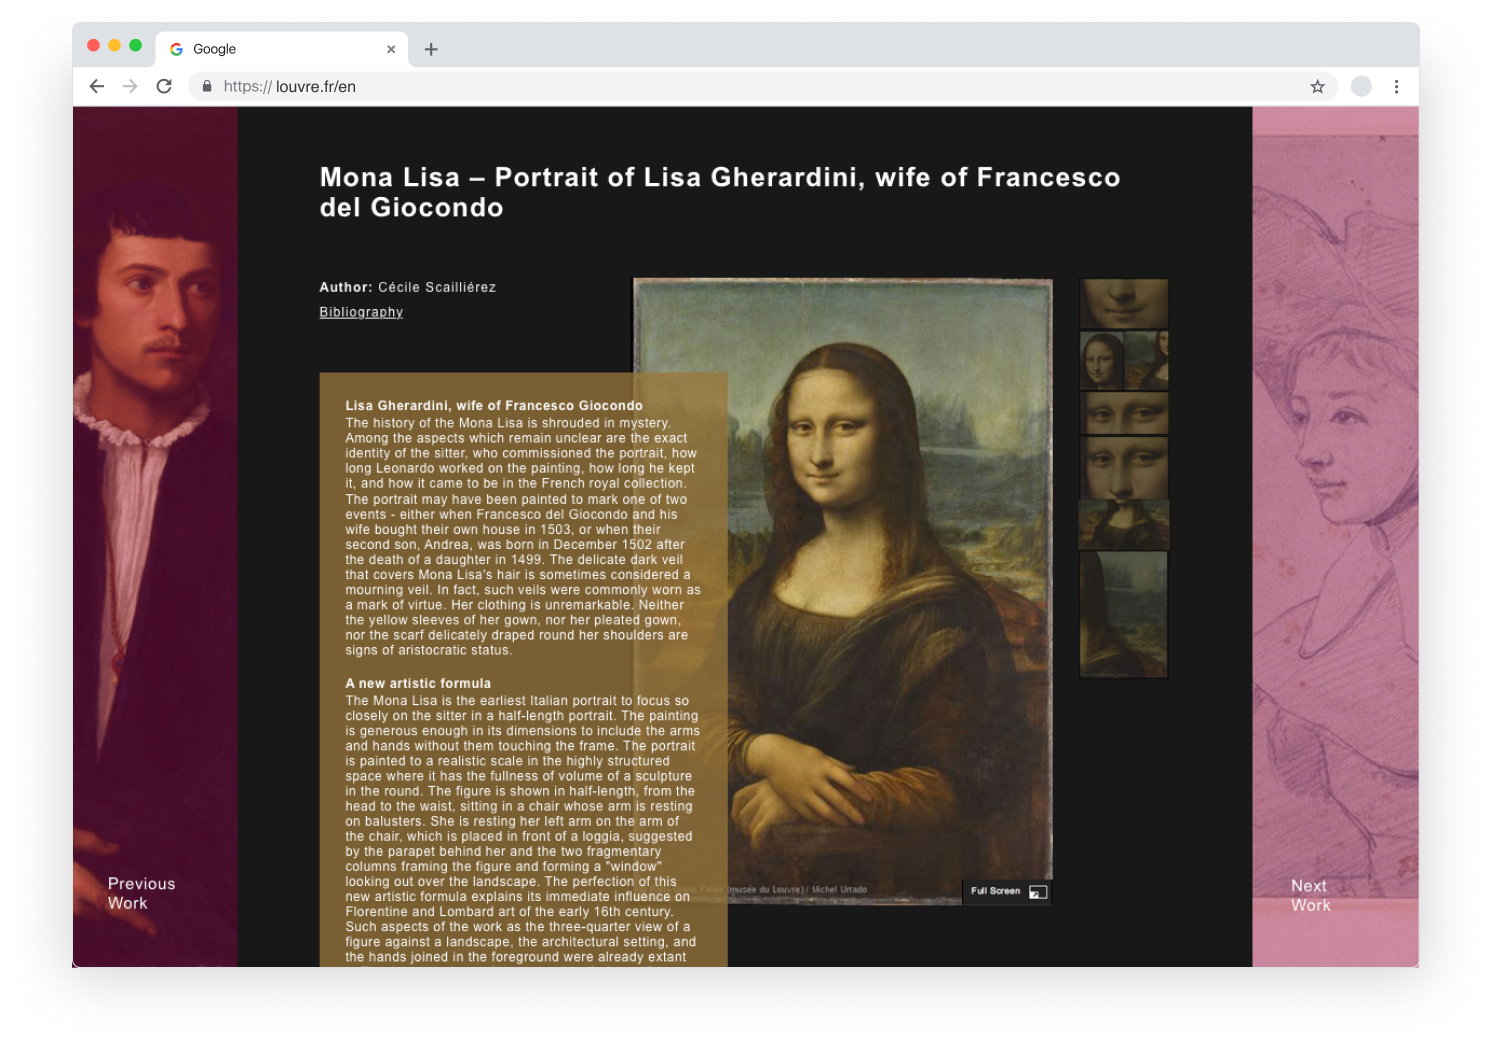 Google
https:// louvre.fr/en
Mona Lisa – Portrait of Lisa Gherardini, wife of Francesco
del Giocondo
Author: Cécile Scailliérez
Bibliography
Lisa Gherardini, wife of Francesco Giocondo
The history of the Mona Lisa is shrouded in mystery.
Among the aspects which remain unclear are the exact
identity of the sitter, who commissioned the portrait, how
long Leonardo worked on the painting, how long he kept
it, and how it came to be in the French royal collection.
The portrait may have been painted to mark one of two
events - either when Francesco del Giocondo and his
wife bought their own house in 1503, or when their
second son, Andrea, was born in December 1502 after
the death of a daughter in 1499. The delicate dark veil
that covers Mona Lisa's hair is sometimes considered a
mourning veil. In fact, such veils were commonly worn as
a mark of virtue. Her clothing is unremarkable. Neither
the yellow sleeves of her gown, nor her pleated gown,
nor the scarf delicately draped round her shoulders are
signs of aristocratic status.
A new artistic formula
The Mona Lisa is the earliest Italian portrait to focus so
closely on the sitter in a half-length portrait. The painting
is generous enough in its dimensions to include the arms
and hands without them touching the frame. The portrait
is painted to a realistic scale in the highly structured
space where it has the fullness of volume of a sculpture
in the round. The figure is shown in half-length, from the
head to the waist, sitting in a chair whose arm is resting
on balusters. She is resting her left arm on the arm of
the chair, which is placed in front of a loggia, suggested
by the parapet behind her and the two fragmentary
columns framing the figure and forming a "window"
looking out over the landscape. The perfection of this
new artistic formula explains its immediate influence on
Florentine and Lombard art of the early 16th century.
Such aspects of the work as the three-quarter view of a
figure against a landscape, the architectural setting, and
the hands joined in the foreground were already extant
Palais (musée du Louvre) / Michel Urtado
Full Screen
Previous
Work
Next
Work